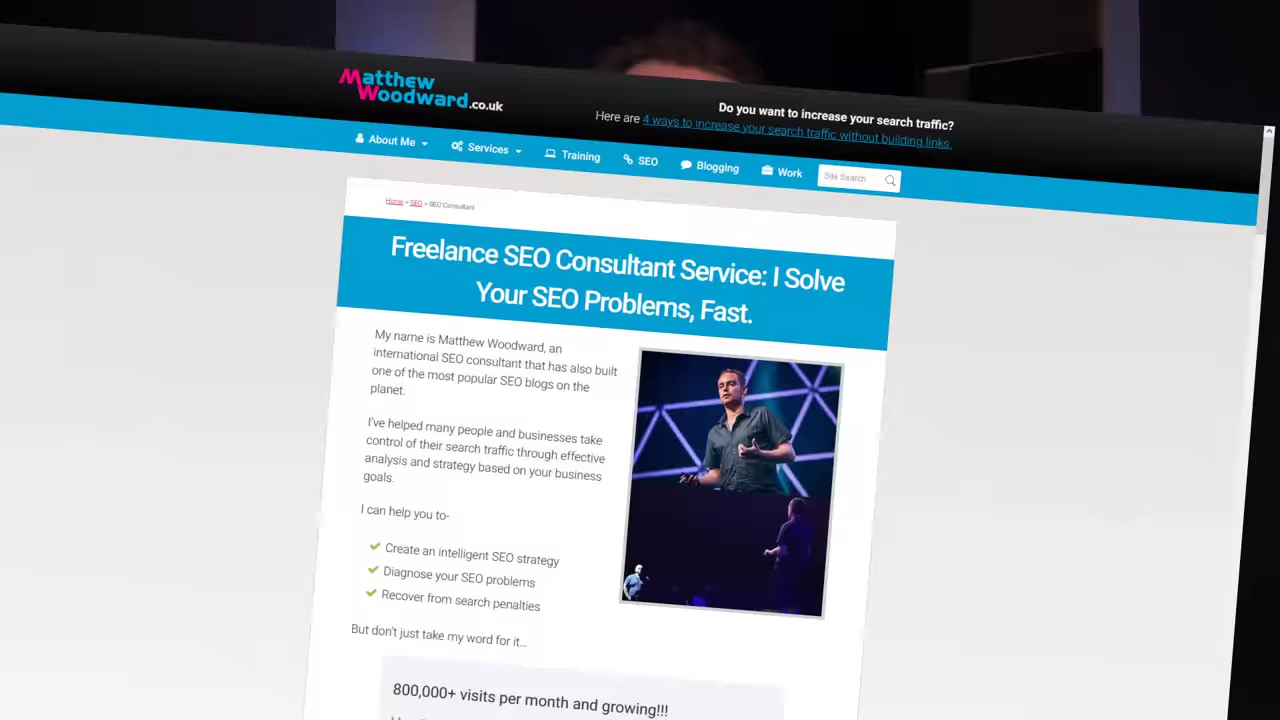 Matthew
Woodward.co.uk
Do you want to increase your search traffic?
Here are 4 ways to increase your search traffic without building links.
About Me
Services
Training
SEO
Blogging
Work
Site Search
Home > SEO > SEO Consultant
Freelance SEO Consultant Service: I Solve
Your SEO Problems, Fast.
My name is Matthew Woodward, an
international SEO consultant that has also built
one of the most popular SEO blogs on the
planet.
I've helped many people and businesses take
control of their search traffic through effective
analysis and strategy based on your business
goals.
I can help you to-
Create an intelligent SEO strategy
Diagnose your SEO problems
Recover from search penalties
But don't just take my word for it...
800,000+ visits per month and growing!!!